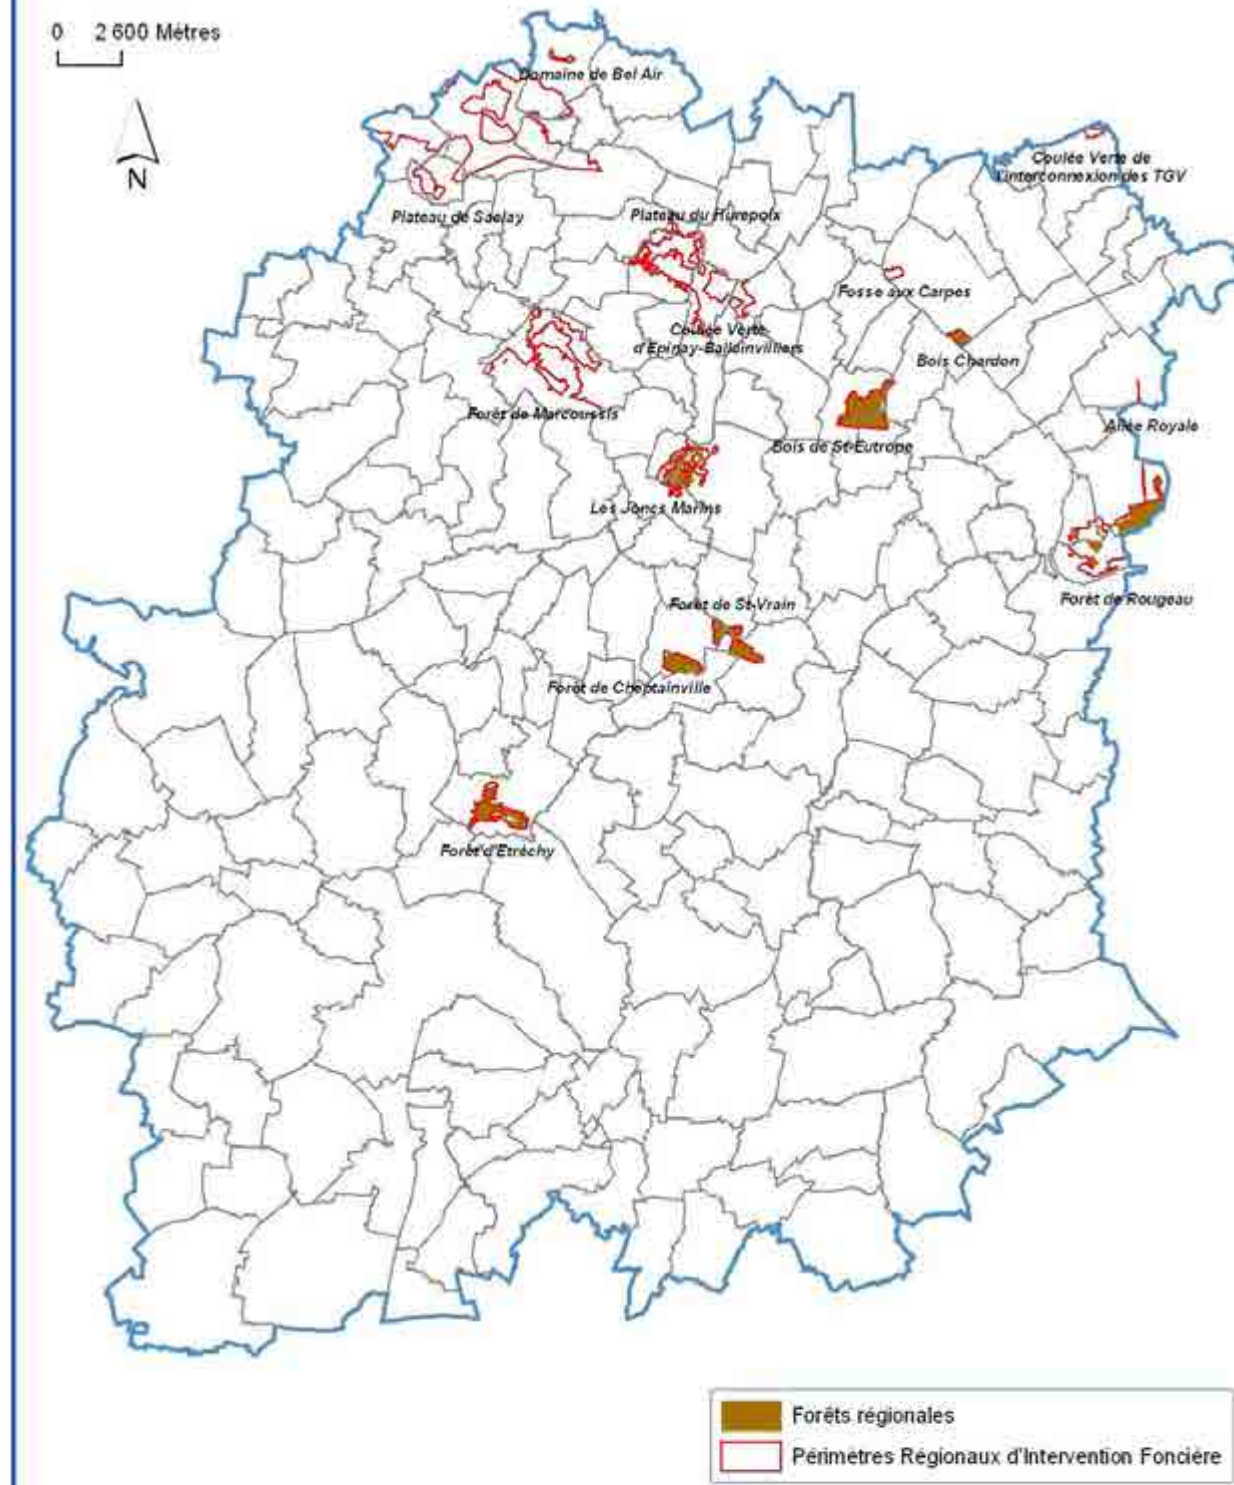 0 2 600 Mètres
N
Domaine de Bel Air
Coulée Verte de
l'interconnexion des TGV
Plateau de Saclay
Plateau du Hurepoix
Fosse aux Carpes
Coulée Verte
d'Epinay-Ballainvilliers
Bois Chardon
Forêt de Marcoussis
Allée Royale
Bois de St-Eutrope
Les Joncs Marins
Forêt de Rougeau
Forêt de St-Vrain
Forêt de Cheptainville
Forêt d'Etréchy
Forêts régionales
Périmètres Régionaux d'Intervention Foncière